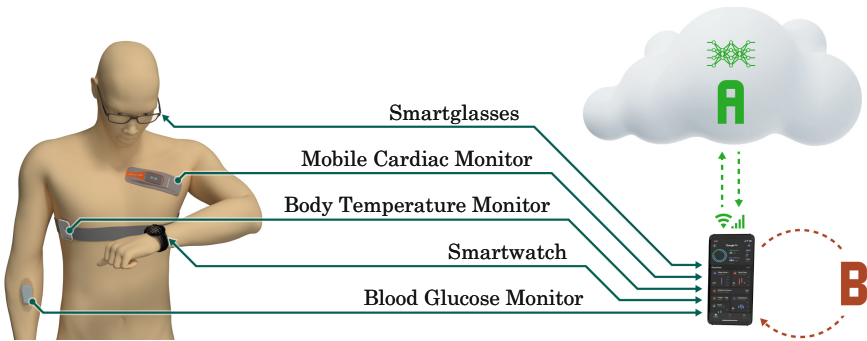 Smartglasses
A
Mobile Cardiac Monitor
Body Temperature Monitor
Smartwatch
B
Blood Glucose Monitor